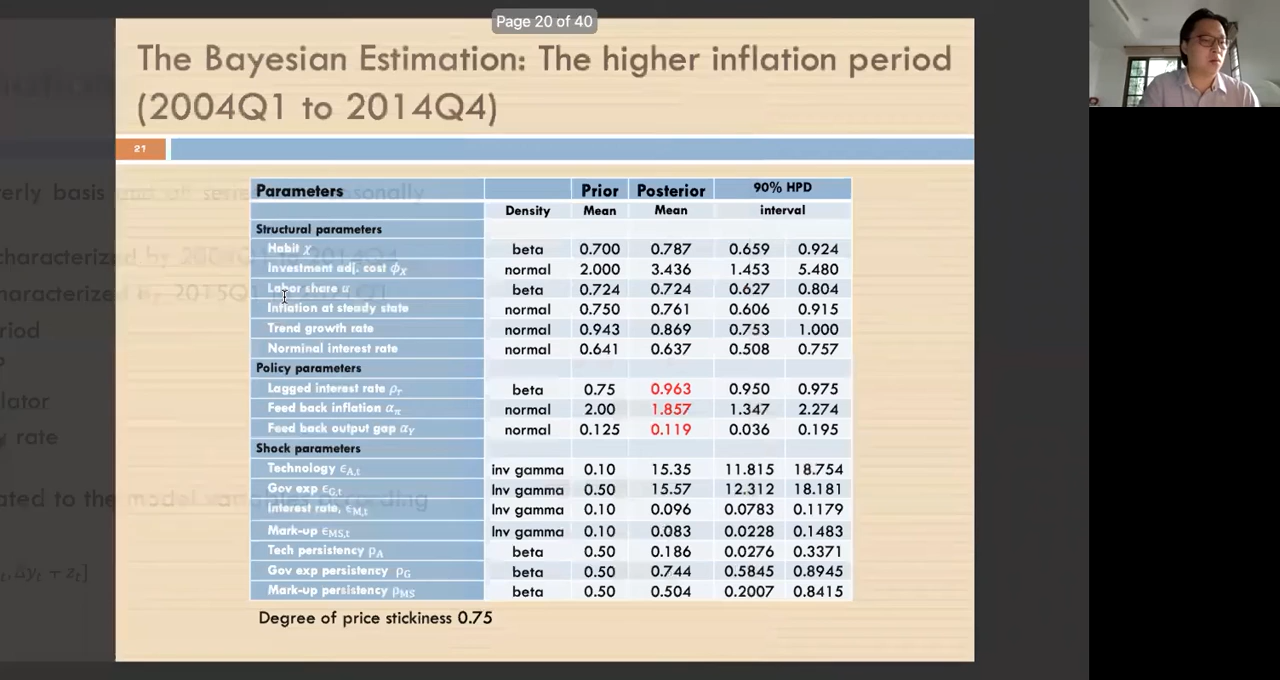 Page 20 of 40
The Bayesian Estimation: The higher inflation period
(2004Q1 to 2014Q4)
21
Parameters Prior Posterior 90% HPD
Density Mean Mean interval
Structural parameters
Habit χ beta 0.700 0.787 0.659 0.924
Investment adj. cost ϕX normal 2.000 3.436 1.453 5.480
Labor share α beta 0.724 0.724 0.627 0.804
Inflation at steady state normal 0.750 0.761 0.606 0.915
Trend growth rate normal 0.943 0.869 0.753 1.000
Norminal interest rate normal 0.641 0.637 0.508 0.757
Policy parameters
Lagged interest rate ρr beta 0.75 0.963 0.950 0.975
Feed back inflation απ normal 2.00 1.857 1.347 2.274
Feed back output gap αY normal 0.125 0.119 0.036 0.195
Shock parameters
Technology ϵA,t inv gamma 0.10 15.35 11.815 18.754
Gov exp ϵG,t Inv gamma 0.50 15.57 12.312 18.181
Interest rate, ϵM,t Inv gamma 0.10 0.096 0.0783 0.1179
Mark-up ϵMS,t Inv gamma 0.10 0.083 0.0228 0.1483
Tech persistency ρA beta 0.50 0.186 0.0276 0.3371
Gov exp persistency ρG beta 0.50 0.744 0.5845 0.8945
Mark-up persistency ρMS beta 0.50 0.504 0.2007 0.8415
Degree of price stickiness 0.75